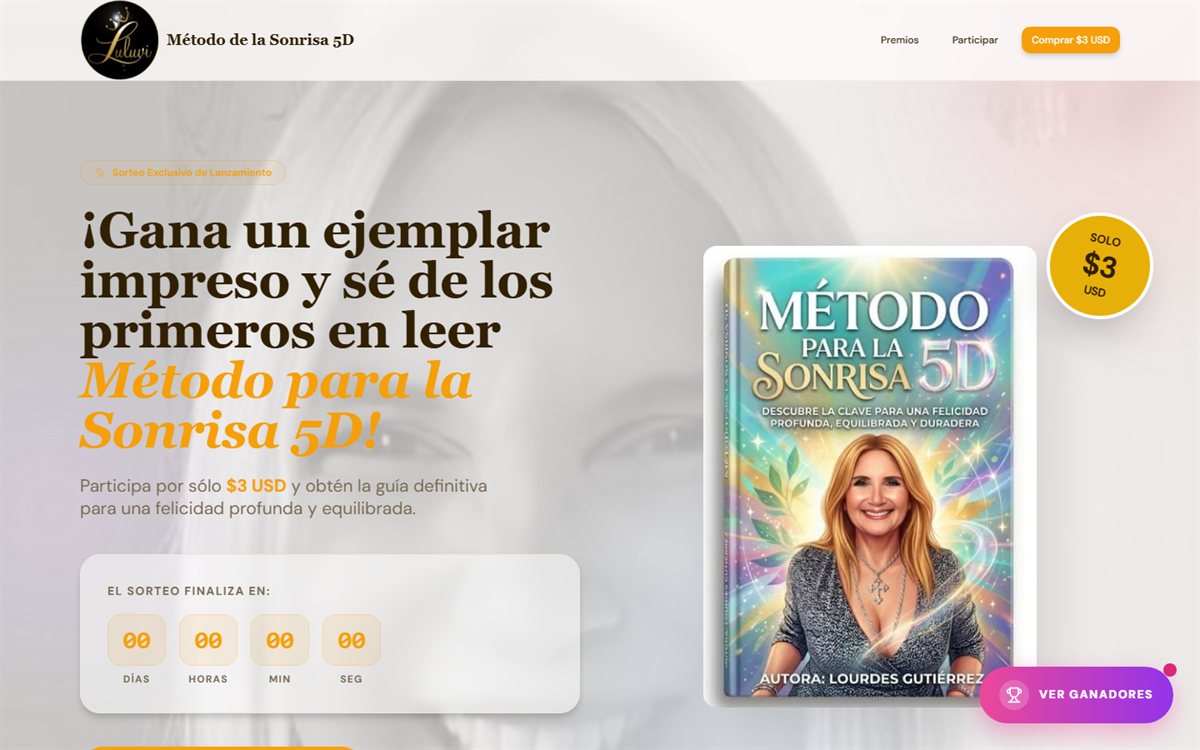 Luluvi
Método de la Sonrisa 5D
Premios
Participar
Comprar $3 USD
Sorteo Exclusivo de Lanzamiento
¡Gana un ejemplar
impreso y sé de los
primeros en leer
Método para la
Sonrisa 5D!
Participa por sólo $3 USD y obtén la guía definitiva
para una felicidad profunda y equilibrada.
EL SORTEO FINALIZA EN:
00 00 00 00
DÍAS HORAS MIN SEG
SOLO
$3
USD
MÉTODO
PARA LA
SONRISA 5D
DESCUBRE LA CLAVE PARA UNA FELICIDAD
PROFUNDA, EQUILIBRADA Y DURADERA
AUTORA: LOURDES GUTIÉRREZ
VER GANADORES